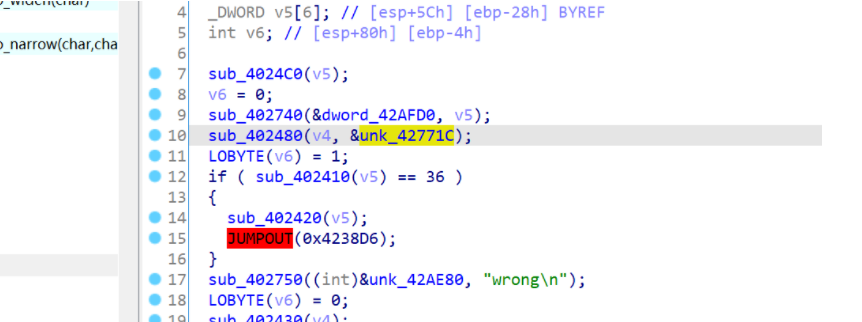 o_narrow(char,cha
4 _DWORD v5[6]; // [esp+5Ch] [ebp-28h] BYREF
5 int v6; // [esp+80h] [ebp-4h]
6
7 sub_4024C0(v5);
8 v6 = 0;
9 sub_402740(&dword_42AFD0, v5);
10 sub_402480(v4, &unk_42771C);
11 LOBYTE(v6) = 1;
12 if ( sub_402410(v5) == 36 )
13 {
14 sub_402420(v5);
15 JUMPOUT(0x4238D6);
16 }
17 sub_402750((int)&unk_42AE80, "wrong\n");
18 LOBYTE(v6) = 0;
19 sub_402430(v4);